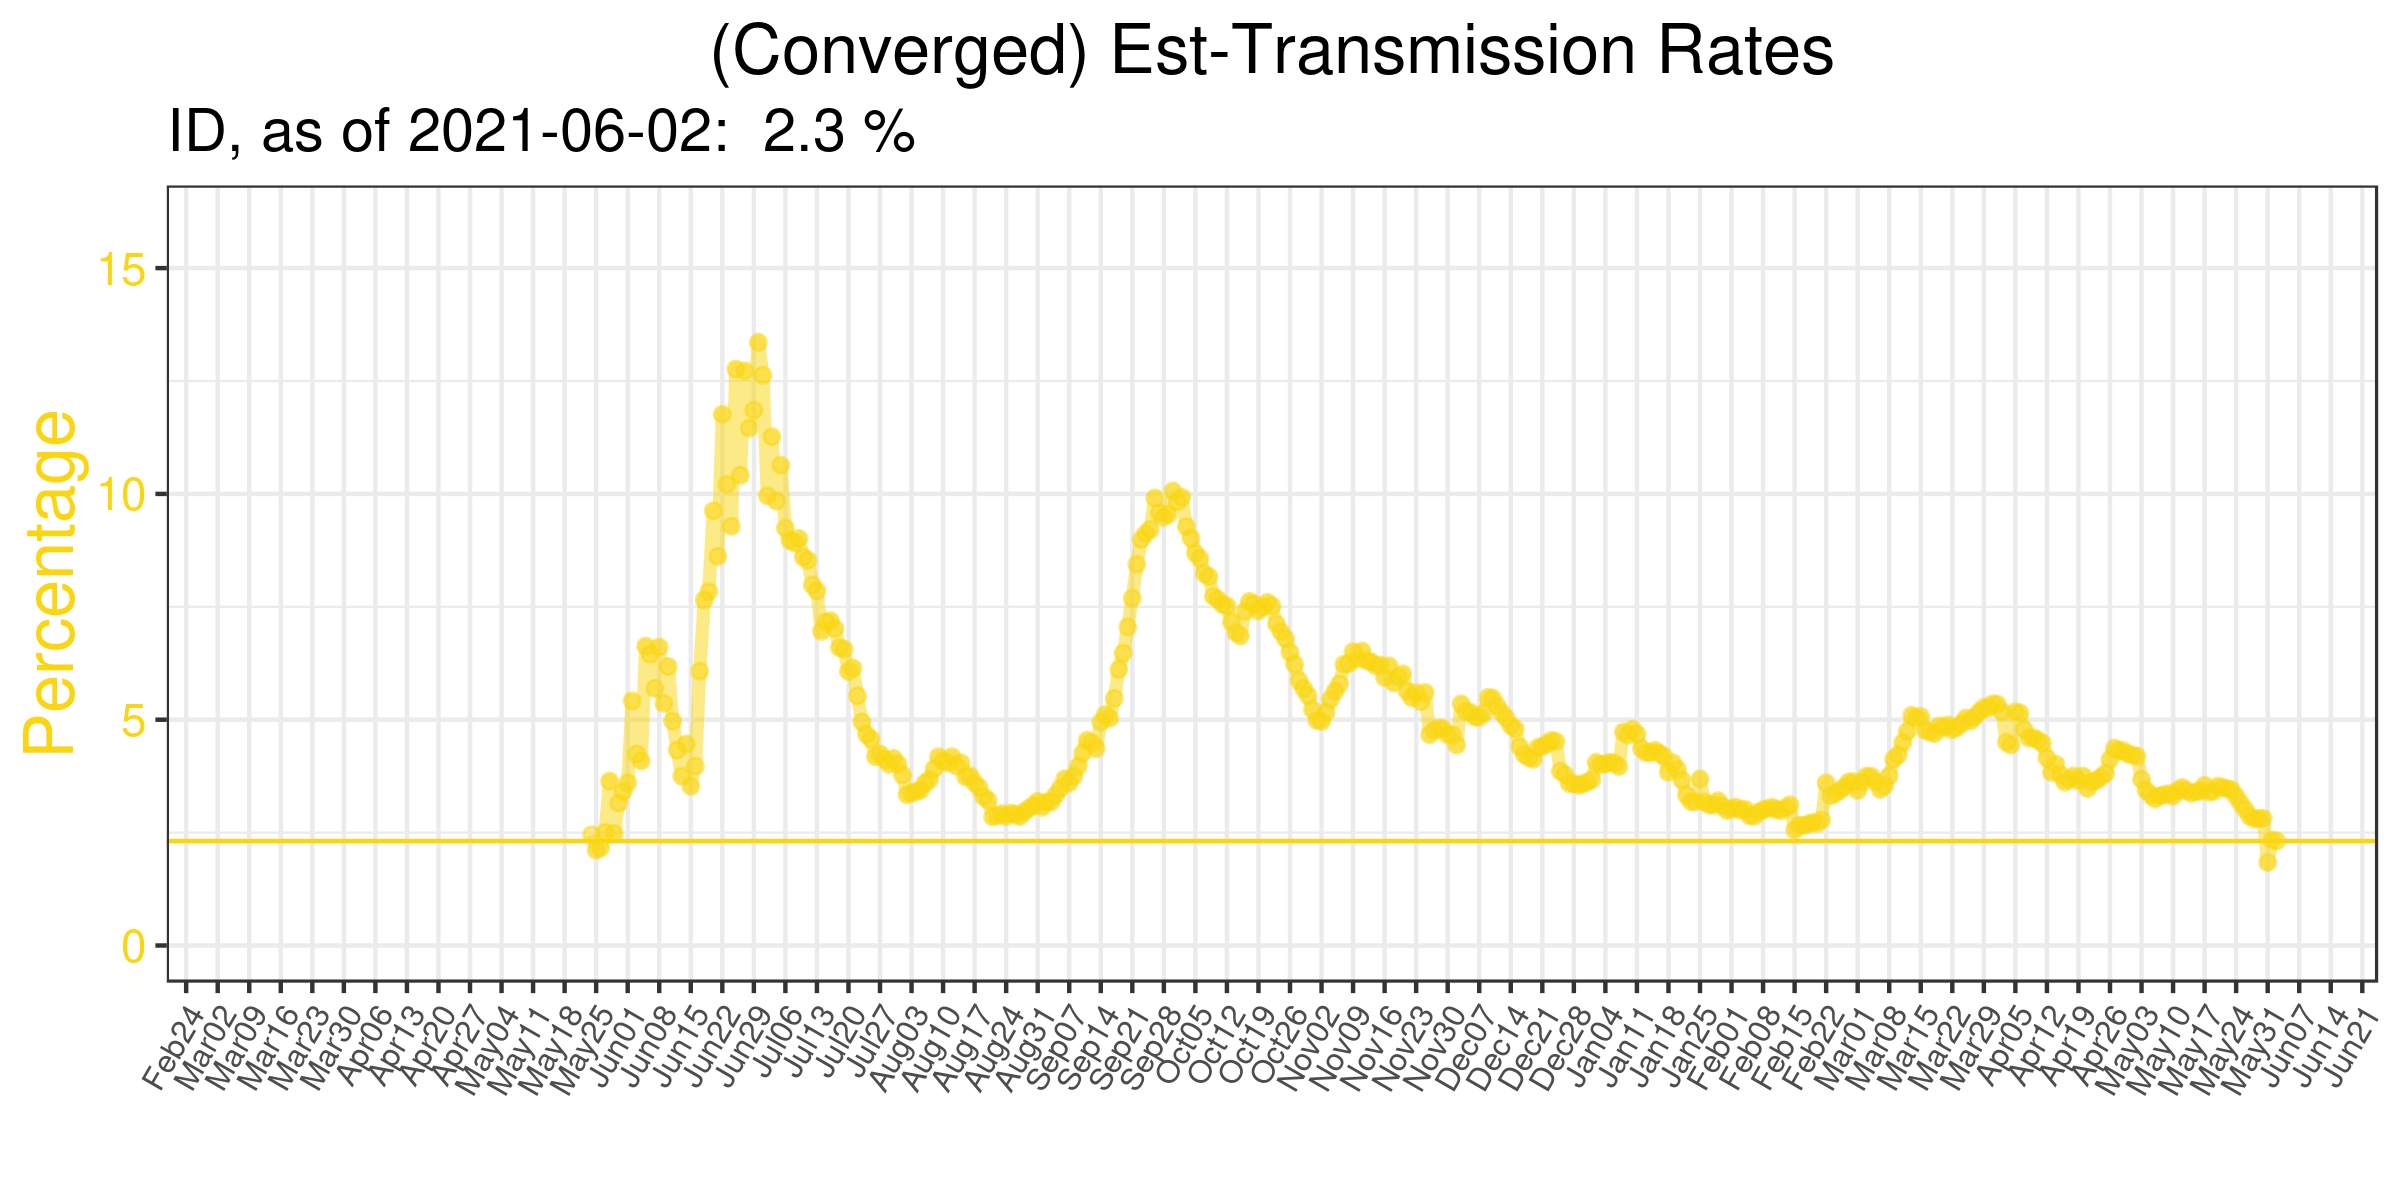 (Converged) Est-Transmission Rates
ID, as of 2021-06-02:  2.3 %
Percentage
15
10
5
0
Feb24
Mar02
Mar09
Mar16
Mar23
Mar30
Apr06
Apr13
Apr20
Apr27
May04
May11
May18
May25
Jun01
Jun08
Jun15
Jun22
Jun29
Jul06
Jul13
Jul20
Jul27
Aug03
Aug10
Aug17
Aug24
Aug31
Sep07
Sep14
Sep21
Sep28
Oct05
Oct12
Oct19
Oct26
Nov02
Nov09
Nov16
Nov23
Nov30
Dec07
Dec14
Dec21
Dec28
Jan04
Jan11
Jan18
Jan25
Feb01
Feb08
Feb15
Feb22
Mar01
Mar08
Mar15
Mar22
Mar29
Apr05
Apr12
Apr19
Apr26
May03
May10
May17
May24
May31
Jun07
Jun14
Jun21